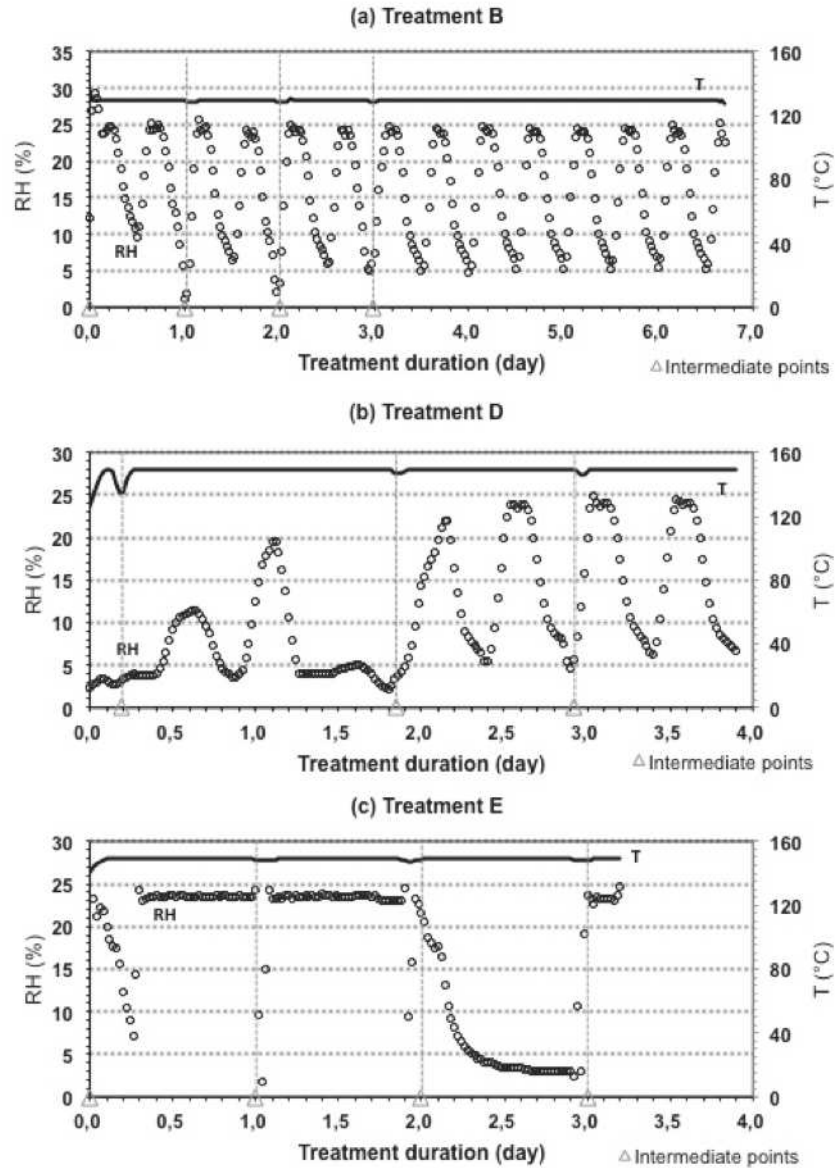 (a) Treatment B
35 160
30
25 120
20
15 80
10 40
5
0 0
RH (%)
T (°C)
T
RH
0,0 1,0 2,0 3,0 4,0 5,0 6,0 7,0
Treatment duration (day)
△ Intermediate points
(b) Treatment D
30 160
25
20 120
15 80
10
5 40
0 0
RH (%)
T (°C)
T
RH
0,0 0,5 1,0 1,5 2,0 2,5 3,0 3,5 4,0
Treatment duration (day)
△ Intermediate points
(c) Treatment E
30 160
25
20 120
15 80
10
5 40
0 0
RH (%)
T (°C)
T
RH
0,0 0,5 1,0 1,5 2,0 2,5 3,0 3,5 4,0
Treatment duration (day)
△ Intermediate points